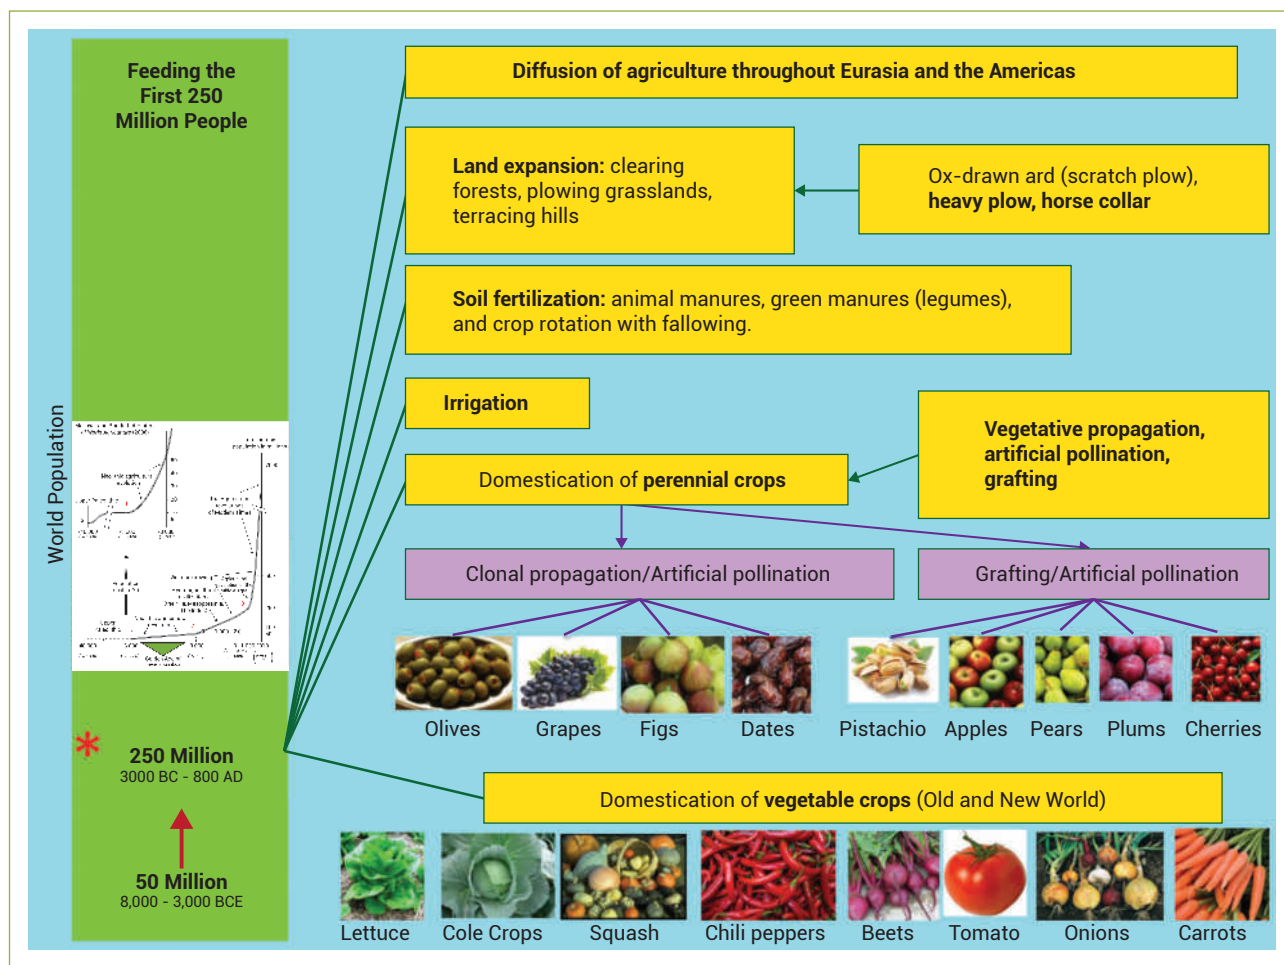 Feeding the
First 250
Million People
World Population
250 Million
3000 BC - 800 AD
50 Million
8,000 - 3,000 BCE
Diffusion of agriculture throughout Eurasia and the Americas
Land expansion: clearing
forests, plowing grasslands,
terracing hills
Ox-drawn ard (scratch plow),
heavy plow, horse collar
Soil fertilization: animal manures, green manures (legumes),
and crop rotation with fallowing.
Irrigation
Domestication of perennial crops
Vegetative propagation,
artificial pollination,
grafting
Clonal propagation/Artificial pollination
Grafting/Artificial pollination
Olives
Grapes
Figs
Dates
Pistachio
Apples
Pears
Plums
Cherries
Domestication of vegetable crops (Old and New World)
Lettuce
Cole Crops
Squash
Chili peppers
Beets
Tomato
Onions
Carrots